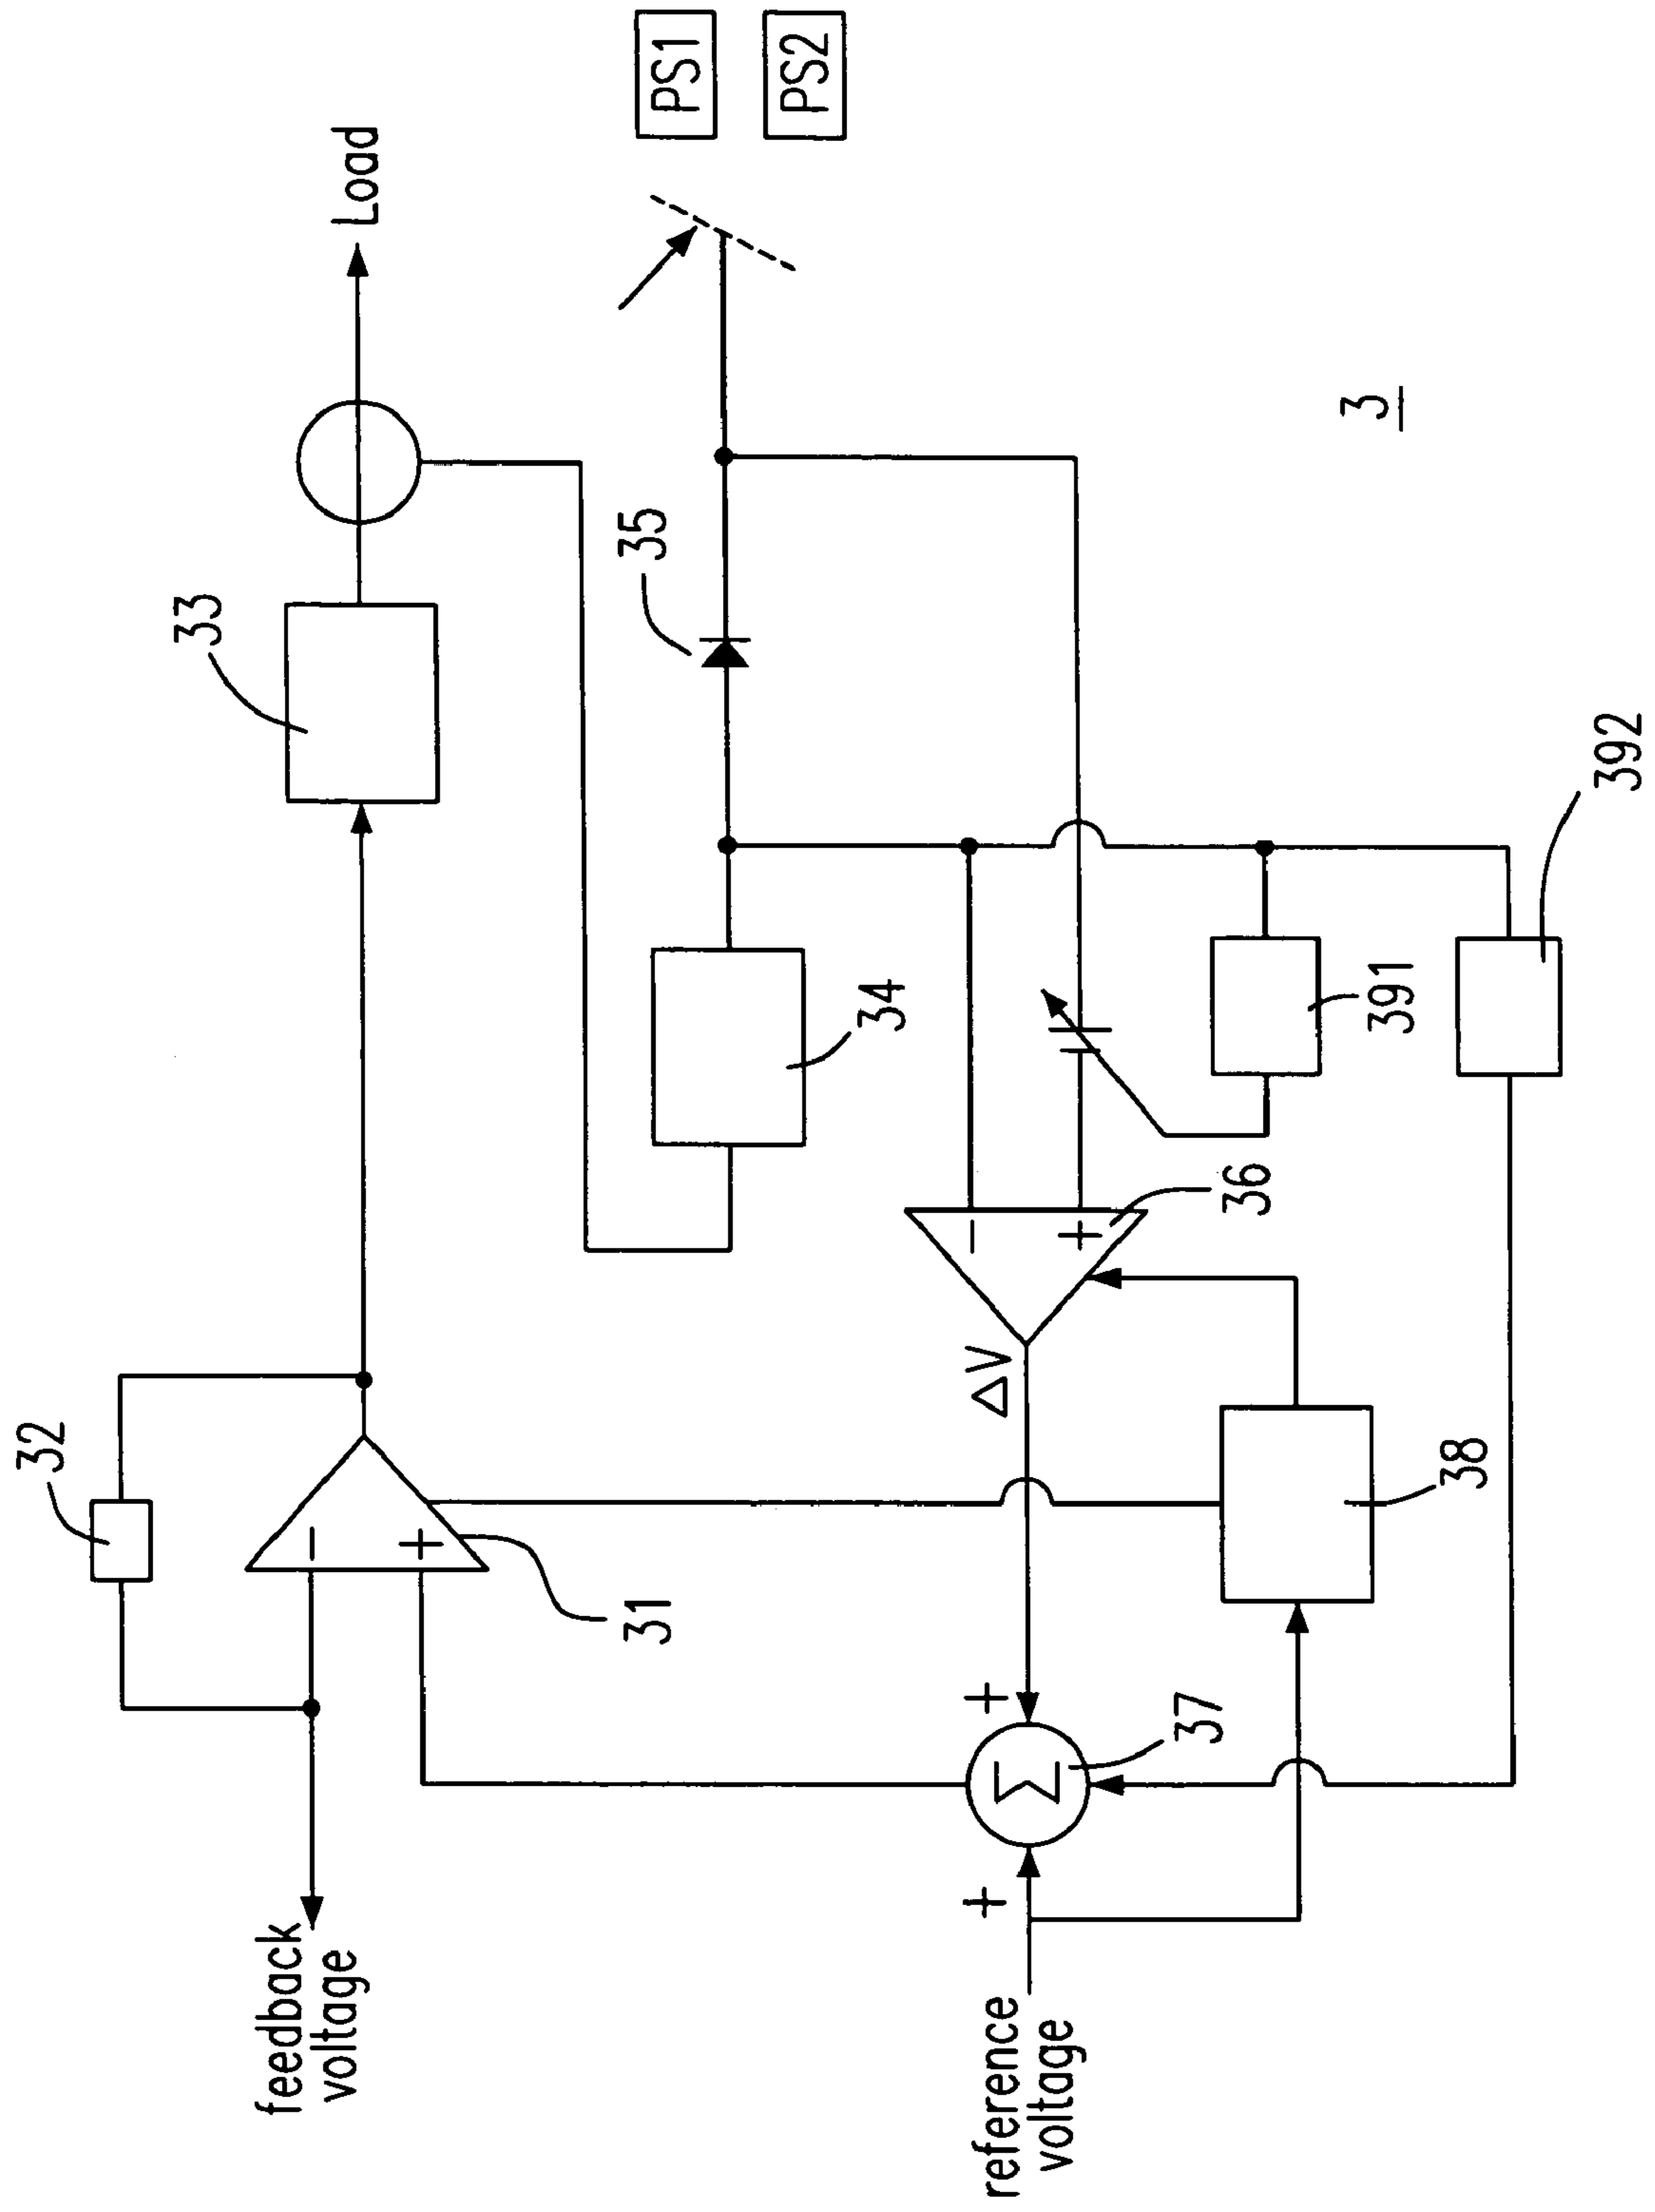 32
feedback
voltage
31
33
Load
35
34
PS1
PS2
reference
voltage
+
+
Σ
37
ΔV
−
+
−
+
36
38
391
392
3